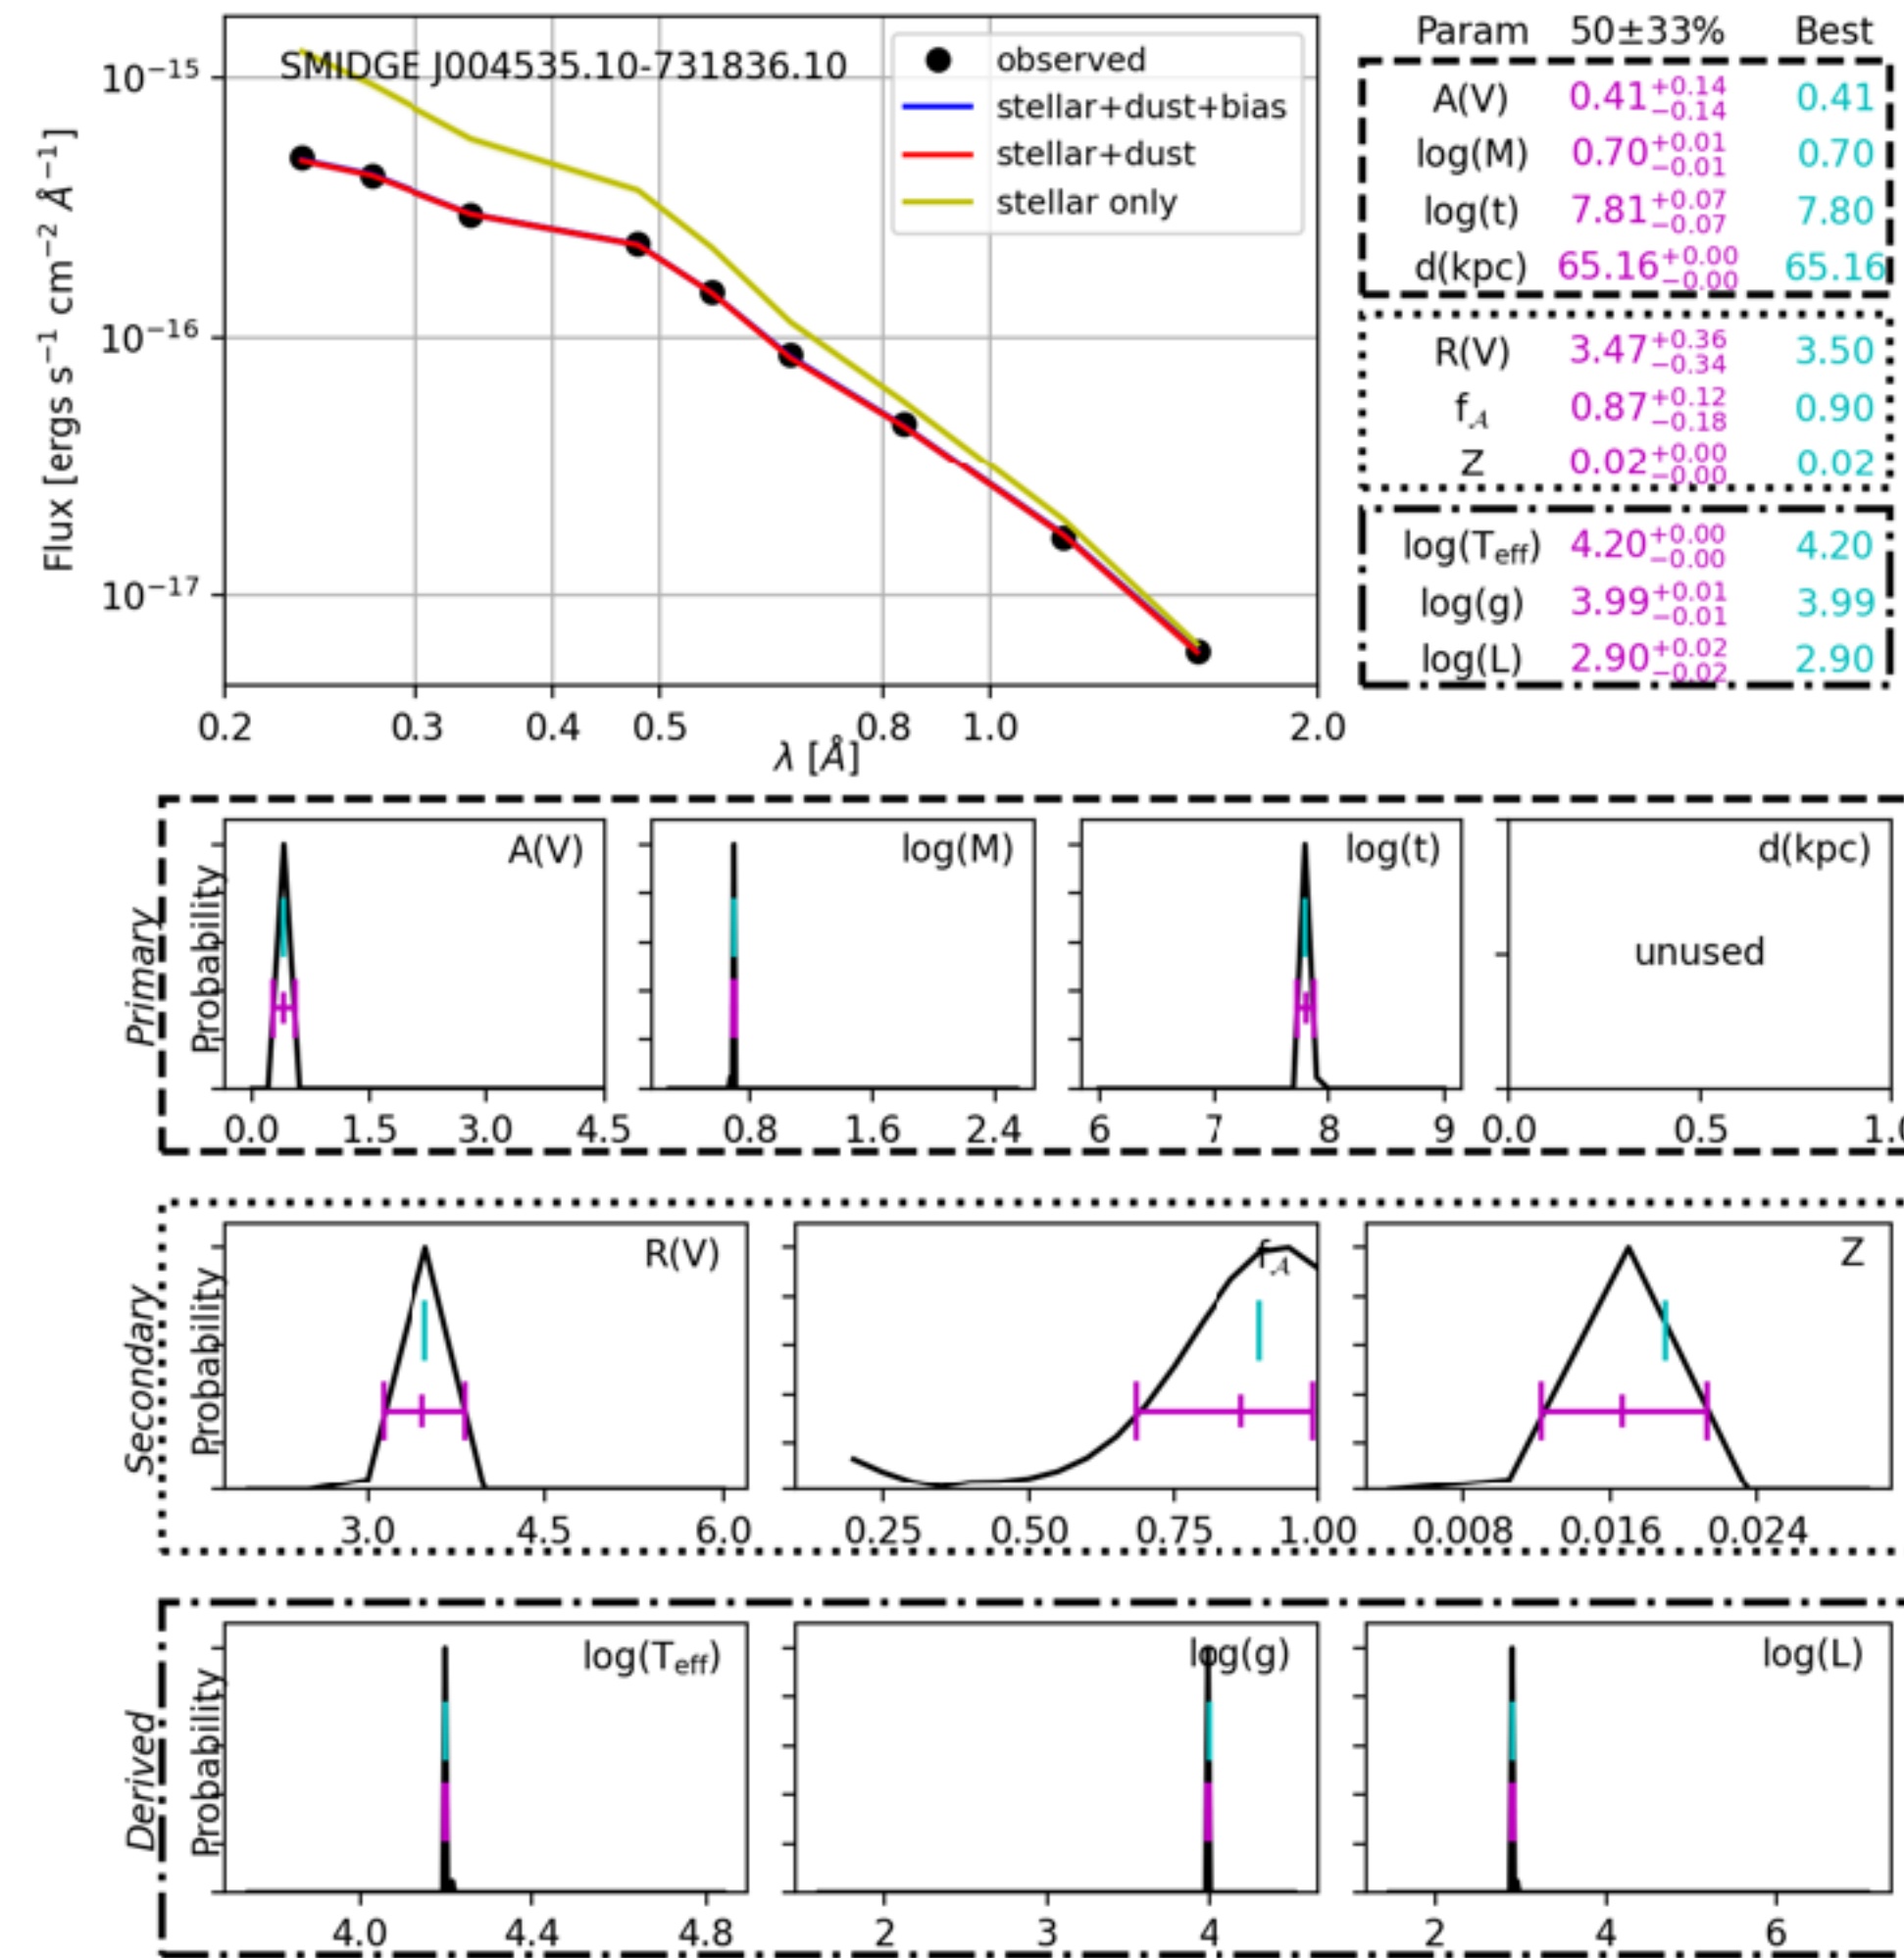 SMIDGE J004535.10-731836.10
observed
stellar+dust+bias
stellar+dust
stellar only
Flux [ergs s⁻¹ cm⁻² Å⁻¹]
10⁻¹⁵
10⁻¹⁶
10⁻¹⁷
0.2 0.3 0.4 0.5 0.8 1.0 2.0
λ [Å]
Param 50±33% Best
A(V) 0.41+0.14−0.14 0.41
log(M) 0.70+0.01−0.01 0.70
log(t) 7.81+0.07−0.07 7.80
d(kpc) 65.16+0.00−0.00 65.16
R(V) 3.47+0.36−0.34 3.50
f𝒜 0.87+0.12−0.18 0.90
Z 0.02+0.00−0.00 0.02
log(Teff) 4.20+0.00−0.00 4.20
log(g) 3.99+0.01−0.01 3.99
log(L) 2.90+0.02−0.02 2.90
Primary
Probability
A(V) log(M) log(t) d(kpc)
unused
0.0 1.5 3.0 4.5 0.8 1.6 2.4 6 7 8 9 0.0 0.5 1.0
Secondary
Probability
R(V) f𝒜 Z
3.0 4.5 6.0 0.25 0.50 0.75 1.00 0.008 0.016 0.024
Derived
Probability
log(Teff) log(g) log(L)
4.0 4.4 4.8 2 3 4 2 4 6